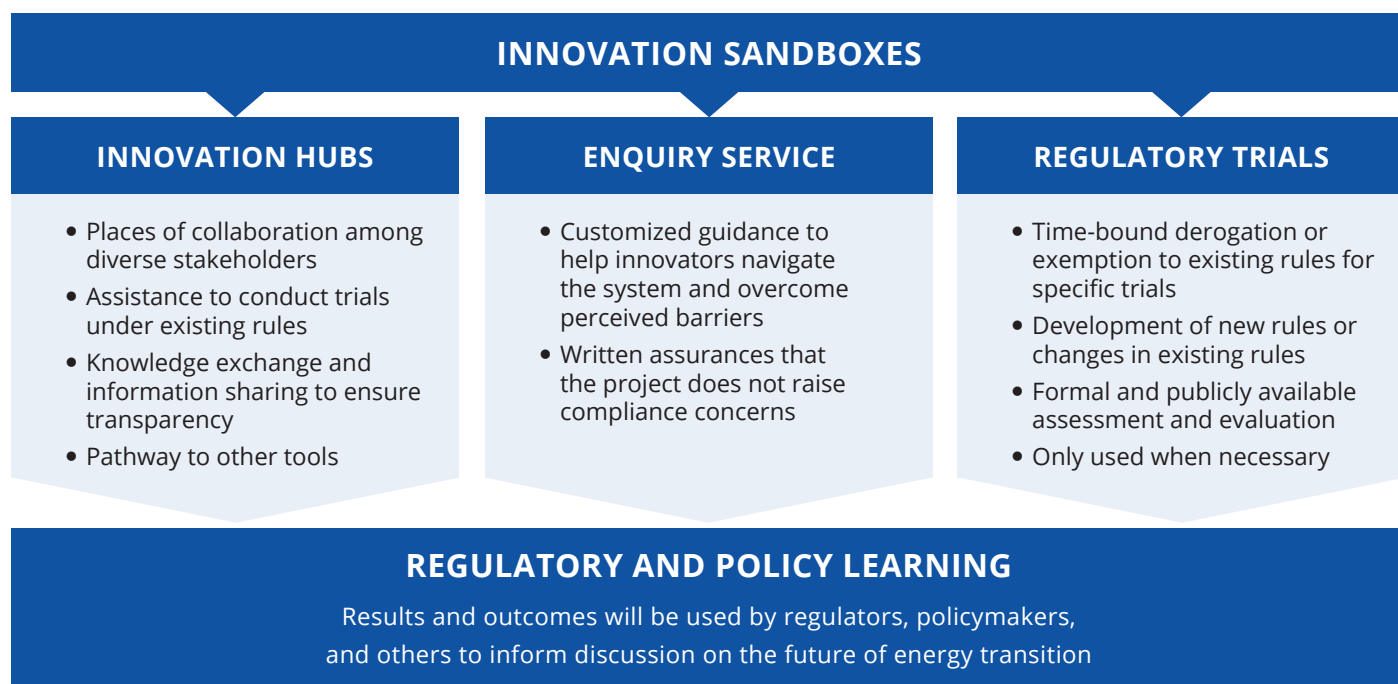 INNOVATION SANDBOXES
INNOVATION HUBS
• Places of collaboration among
diverse stakeholders
• Assistance to conduct trials
under existing rules
• Knowledge exchange and
information sharing to ensure
transparency
• Pathway to other tools
ENQUIRY SERVICE
• Customized guidance to
help innovators navigate
the system and overcome
perceived barriers
• Written assurances that
the project does not raise
compliance concerns
REGULATORY TRIALS
• Time-bound derogation or
exemption to existing rules for
specific trials
• Development of new rules or
changes in existing rules
• Formal and publicly available
assessment and evaluation
• Only used when necessary
REGULATORY AND POLICY LEARNING
Results and outcomes will be used by regulators, policymakers,
and others to inform discussion on the future of energy transition